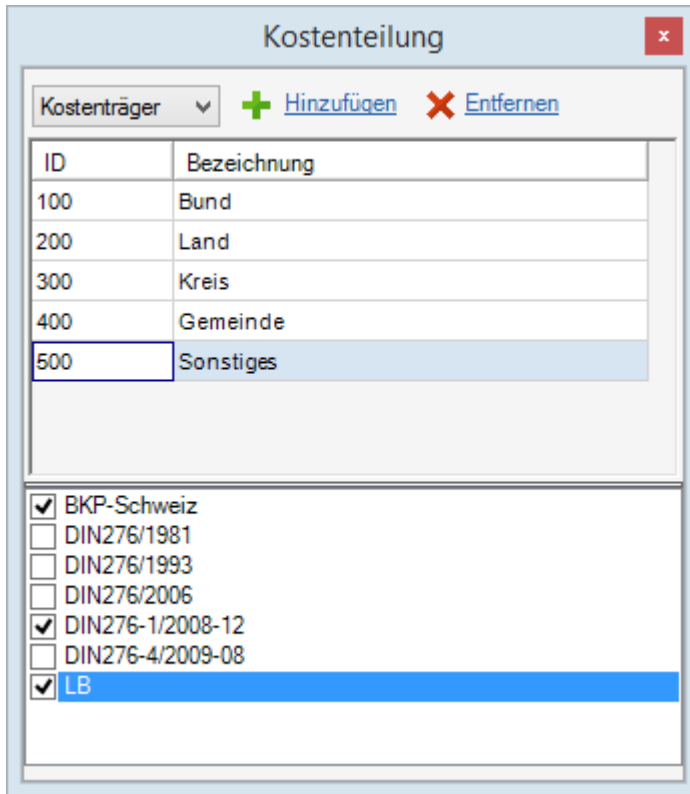 Kostenteilung
x
Kostenträger Hinzufügen Entfernen
ID Bezeichnung
100 Bund
200 Land
300 Kreis
400 Gemeinde
500 Sonstiges
BKP-Schweiz
DIN276/1981
DIN276/1993
DIN276/2006
DIN276-1/2008-12
DIN276-4/2009-08
LB